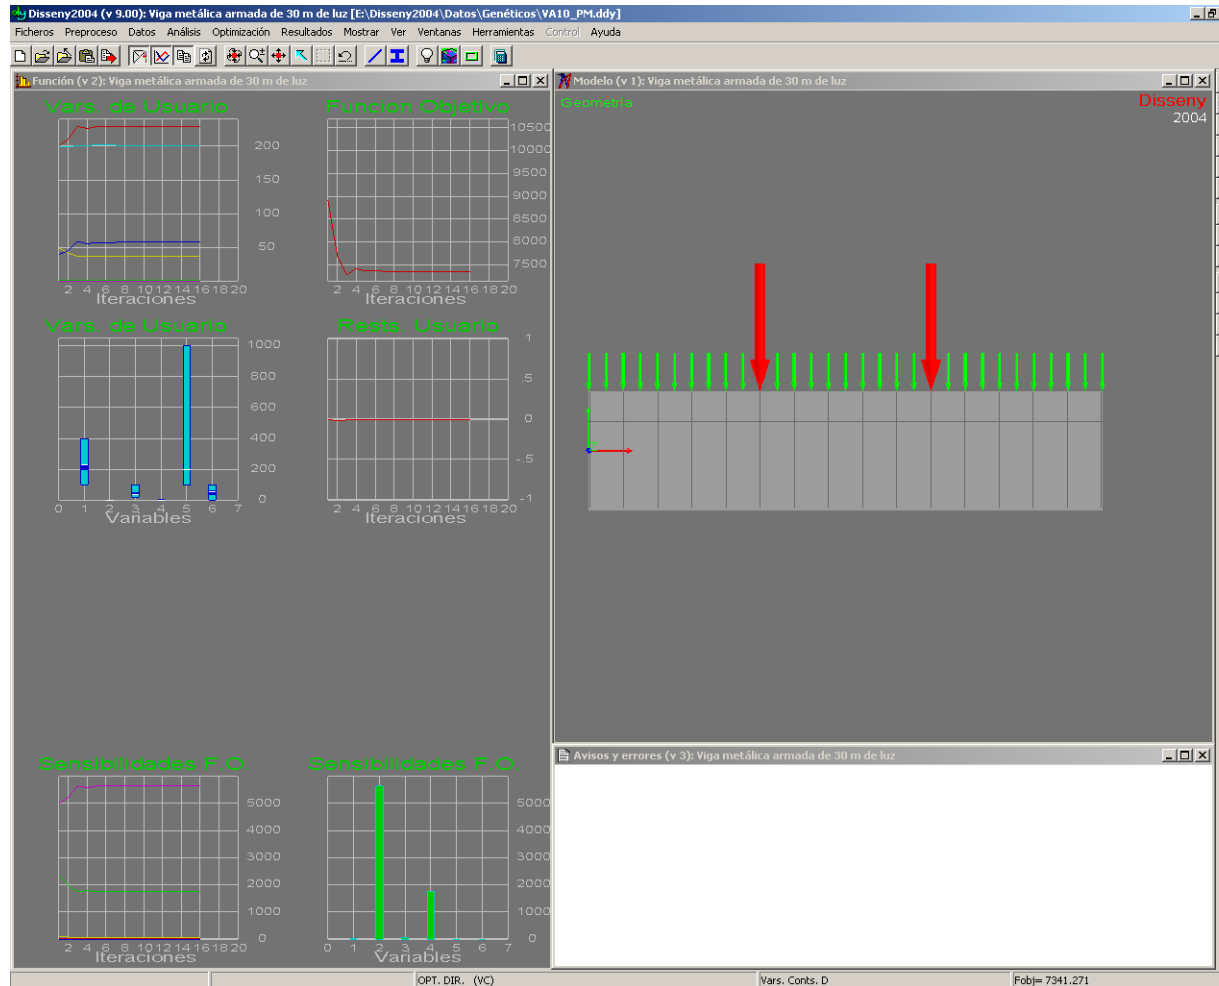 Disseny2004 (v 9.00): Viga metálica armada de 30 m de luz [E:\Disseny2004\Datos\Genéticos\VA10_PM.ddy]
Ficheros Preproceso Datos Análisis Optimización Resultados Mostrar Ver Ventanas Herramientas Control Ayuda
Función (v 2): Viga metálica armada de 30 m de luz
Vars. de Usuario
200
150
100
50
2 4 6 8 10 12 14 16 18 20
Iteraciones
Funcion Objetivo
10500
10000
9500
9000
8500
8000
7500
2 4 6 8 10 12 14 16 18 20
Iteraciones
Vars. de Usuario
1000
800
600
400
200
0
0 1 2 3 4 5 6 7
Variables
Rests. Usuario
1
.5
0
-.5
-1
2 4 6 8 10 12 14 16 18 20
Iteraciones
Sensibilidades F.O.
5000
4000
3000
2000
1000
0
2 4 6 8 10 12 14 16 18 20
Iteraciones
Sensibilidades F.O.
5000
4000
3000
2000
1000
0
0 1 2 3 4 5 6 7
Variables
Modelo (v 1): Viga metálica armada de 30 m de luz
Geometria
Disseny
2004
Avisos y errores (v 3): Viga metálica armada de 30 m de luz
OPT. DIR. (VC)
Vars. Conts. D
Fobj= 7341.271